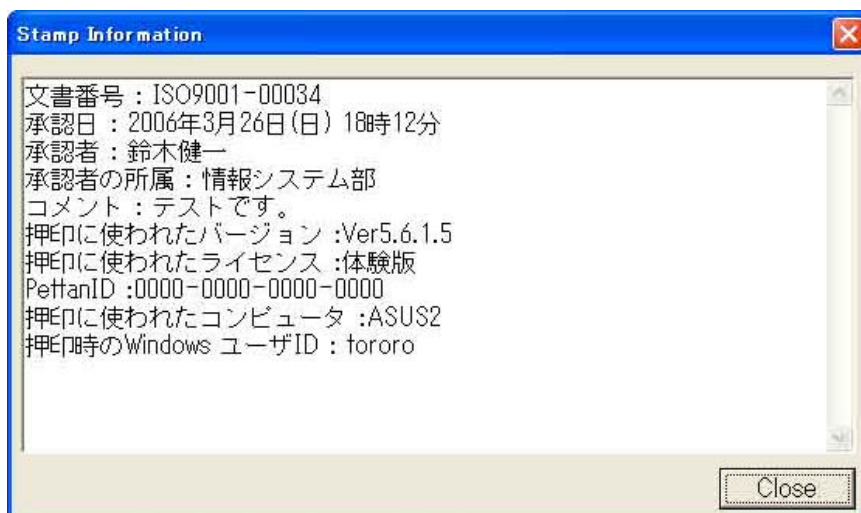 Stamp Information
文書番号：ISO9001-00034
承認日：2006年3月26日(日) 18時12分
承認者：鈴木健一
承認者の所属：情報システム部
コメント：テストです。
押印に使われたバージョン :Ver5.6.1.5
押印に使われたライセンス :体験版
PettanID :0000-0000-0000-0000
押印に使われたコンピュータ :ASUS2
押印時のWindows ユーザID : tororo
Close